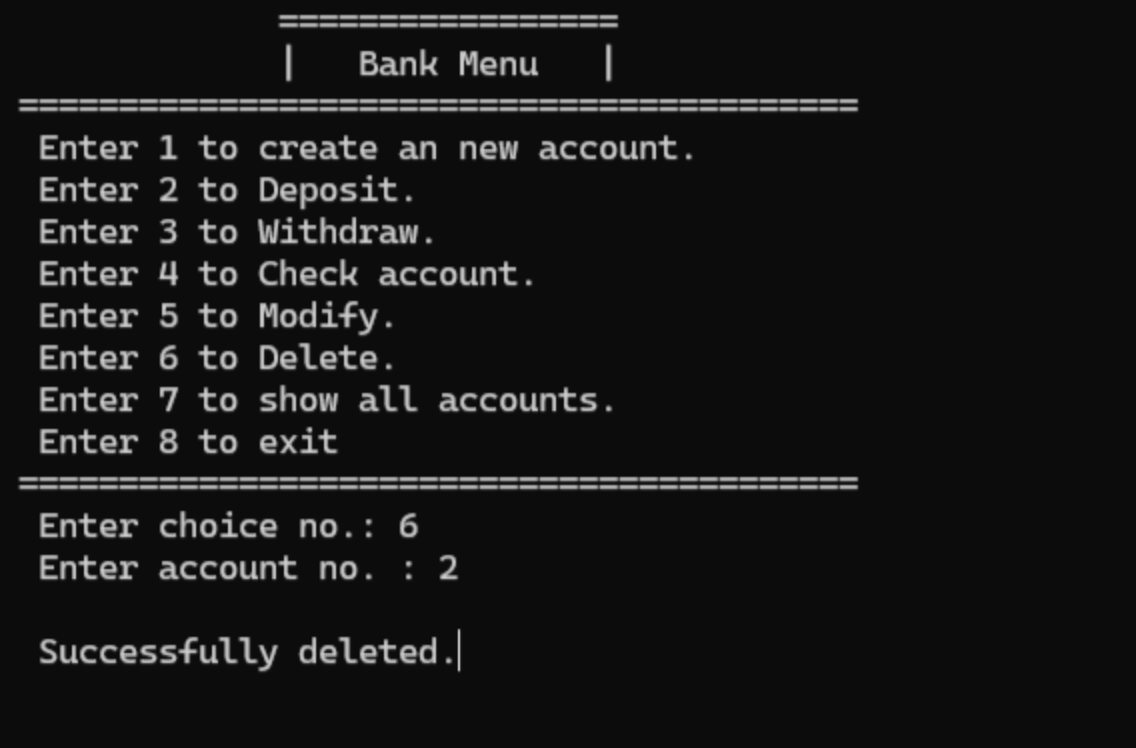 =================
|   Bank Menu   |
==========================================
Enter 1 to create an new account.
Enter 2 to Deposit.
Enter 3 to Withdraw.
Enter 4 to Check account.
Enter 5 to Modify.
Enter 6 to Delete.
Enter 7 to show all accounts.
Enter 8 to exit
==========================================
Enter choice no.: 6
Enter account no. : 2
Successfully deleted.